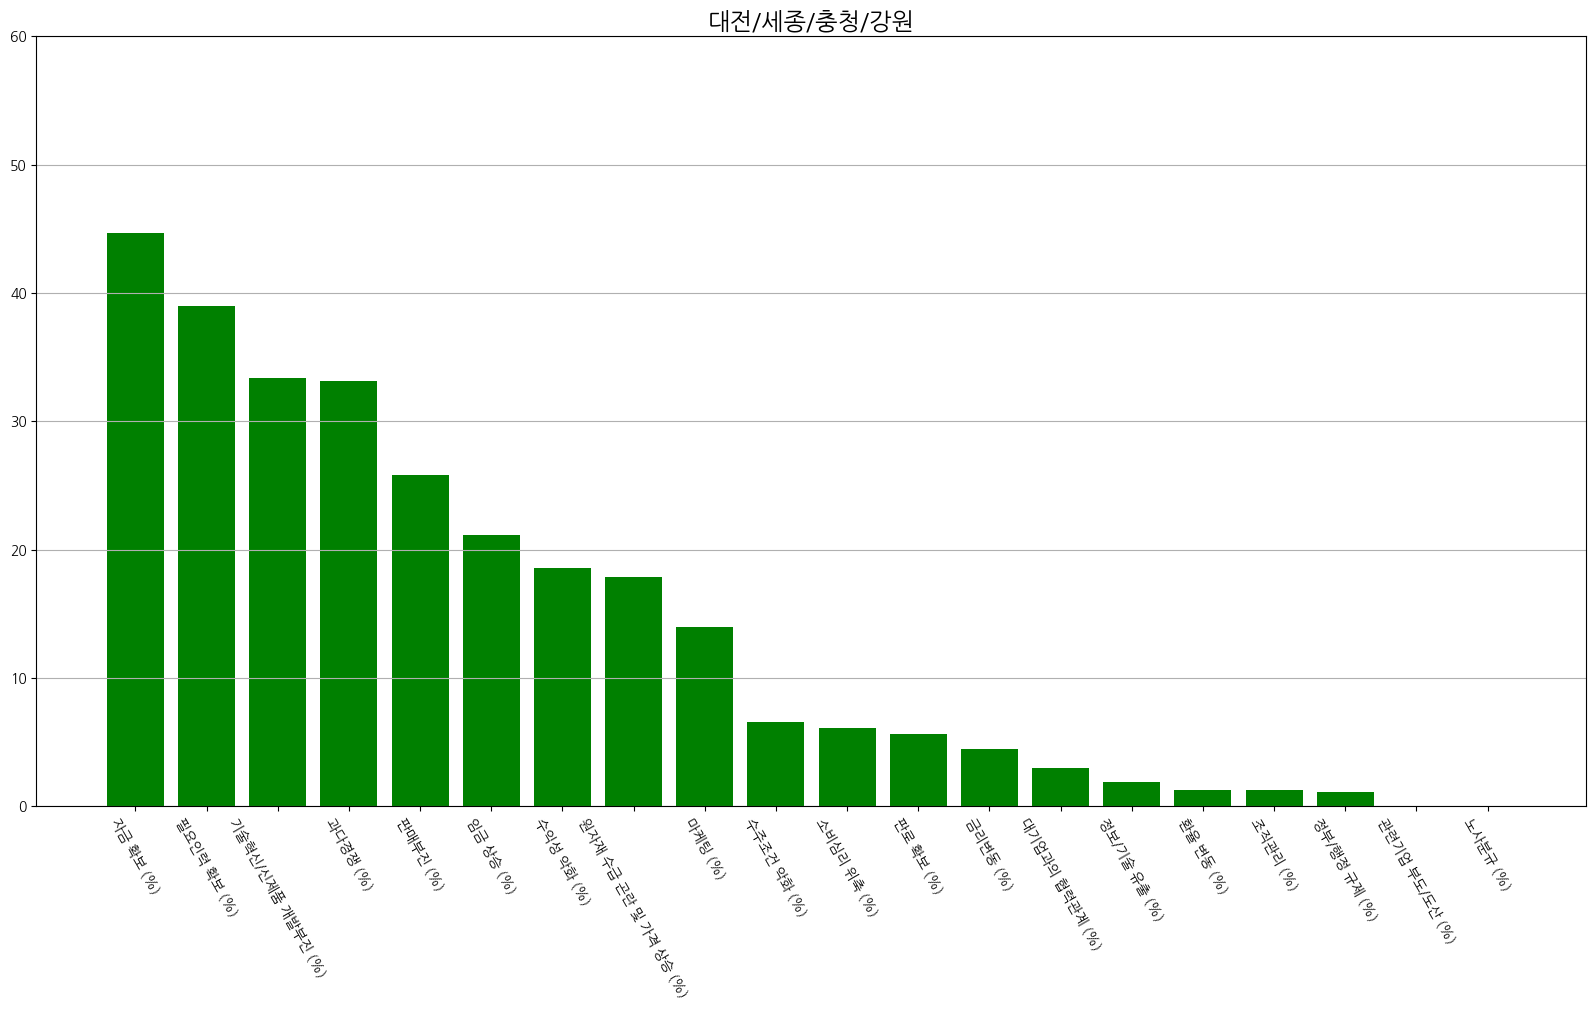 대전/세종/충청/강원
60
50
40
30
20
10
0
자금 확보 (%)
필요인력 확보 (%)
기술혁신/신제품 개발부진 (%)
과다경쟁 (%)
판매부진 (%)
임금 상승 (%)
수익성 악화 (%)
원자재 수급 곤란 및 가격 상승 (%)
마케팅 (%)
수주조건 악화 (%)
소비심리 위축 (%)
판로 확보 (%)
금리변동 (%)
대기업과의 협력관계 (%)
정보/기술 유출 (%)
환율 변동 (%)
조직관리 (%)
정부/행정 규제 (%)
관련기업 부도/도산 (%)
노사분규 (%)